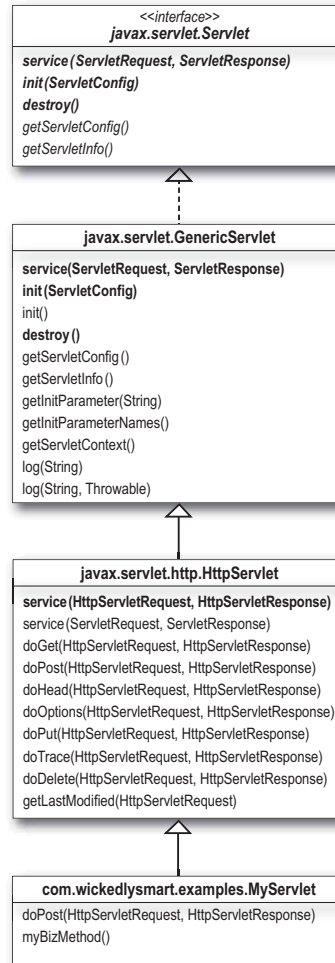 <<interface>>
javax.servlet.Servlet
service(ServletRequest, ServletResponse)
init(ServletConfig)
destroy()
getServletConfig()
getServletInfo()
javax.servlet.GenericServlet
service(ServletRequest, ServletResponse)
init(ServletConfig)
init()
destroy()
getServletConfig()
getServletInfo()
getInitParameter(String)
getInitParameterNames()
getServletContext()
log(String)
log(String, Throwable)
javax.servlet.http.HttpServlet
service(HttpServletRequest, HttpServletResponse)
service(ServletRequest, ServletResponse)
doGet(HttpServletRequest, HttpServletResponse)
doPost(HttpServletRequest, HttpServletResponse)
doHead(HttpServletRequest, HttpServletResponse)
doOptions(HttpServletRequest, HttpServletResponse)
doPut(HttpServletRequest, HttpServletResponse)
doTrace(HttpServletRequest, HttpServletResponse)
doDelete(HttpServletRequest, HttpServletResponse)
getLastModified(HttpServletRequest)
com.wickedlysmart.examples.MyServlet
doPost(HttpServletRequest, HttpServletResponse)
myBizMethod()